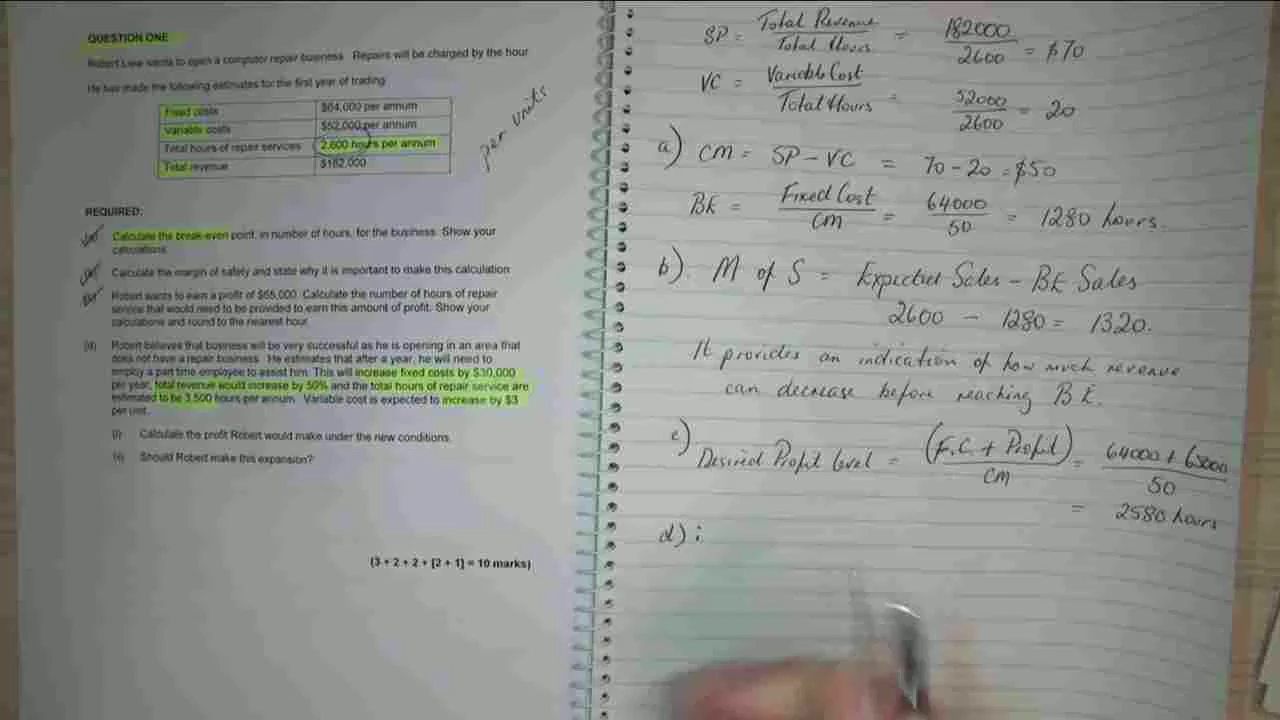 QUESTION ONE
Robert Lowe wants to open a computer repair business. Repairs will be charged by the hour.
He has made the following estimates for the first year of trading
Fixed costs $64,000 per annum
Variable costs $52,000 per annum
Total hours of repair services 2,600 hours per annum
Total revenue $182,000
per units
REQUIRED:
Calculate the break-even point, in number of hours, for the business. Show your
calculations.
Calculate the margin of safety and state why it is important to make this calculation
Robert wants to earn a profit of $65,000. Calculate the number of hours of repair
service that would need to be provided to earn this amount of profit. Show your
calculations and round to the nearest hour.
(d) Robert believes that business will be very successful as he is opening in an area that
does not have a repair business. He estimates that after a year, he will need to
employ a part time employee to assist him. This will increase fixed costs by $30,000
per year, total revenue would increase by 50% and the total hours of repair service are
estimated to be 3,500 hours per annum. Variable cost is expected to increase by $3
per unit.
(i) Calculate the profit Robert would make under the new conditions.
(ii) Should Robert make this expansion?
(3 + 2 + 2 + [2 + 1] = 10 marks)
SP = Total Revenue / Total Hours = 182000 / 2600 = $70
VC = Variable Cost / Total Hours = 52000 / 2600 = 20
a) CM = SP - VC = 70 - 20 = $50
BE = Fixed Cost / CM = 64000 / 50 = 1280 hours.
b). M of S = Expected Sales - BE Sales
2600 - 1280 = 1320.
It provides an indication of how much revenue
can decrease before reaching BE.
c) Desired Profit level = (F.C. + Profit) / CM = 64000 + 65000 / 50
= 2580 hours
d) i